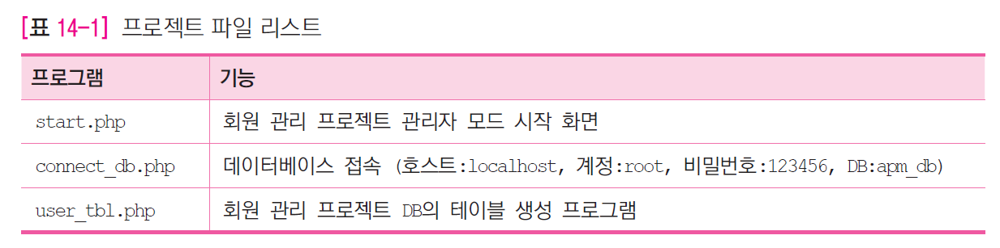 [표 14-1] 프로젝트 파일 리스트
프로그램 기능
start.php 회원 관리 프로젝트 관리자 모드 시작 화면
connect_db.php 데이터베이스 접속 (호스트:localhost, 계정:root, 비밀번호:123456, DB:apm_db)
user_tbl.php 회원 관리 프로젝트 DB의 테이블 생성 프로그램